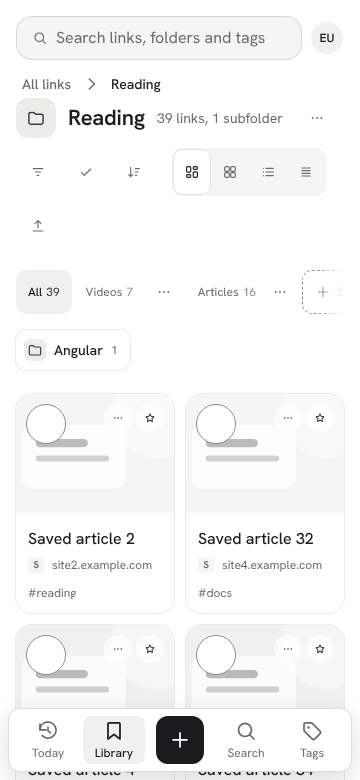 Search links, folders and tags
EU
All links
Reading
Reading 39 links, 1 subfolder
All 39
Videos 7
Articles 16
Angular 1
Saved article 2
S site2.example.com
#reading
Saved article 32
S site4.example.com
#docs
Today
Library
Search
Tags